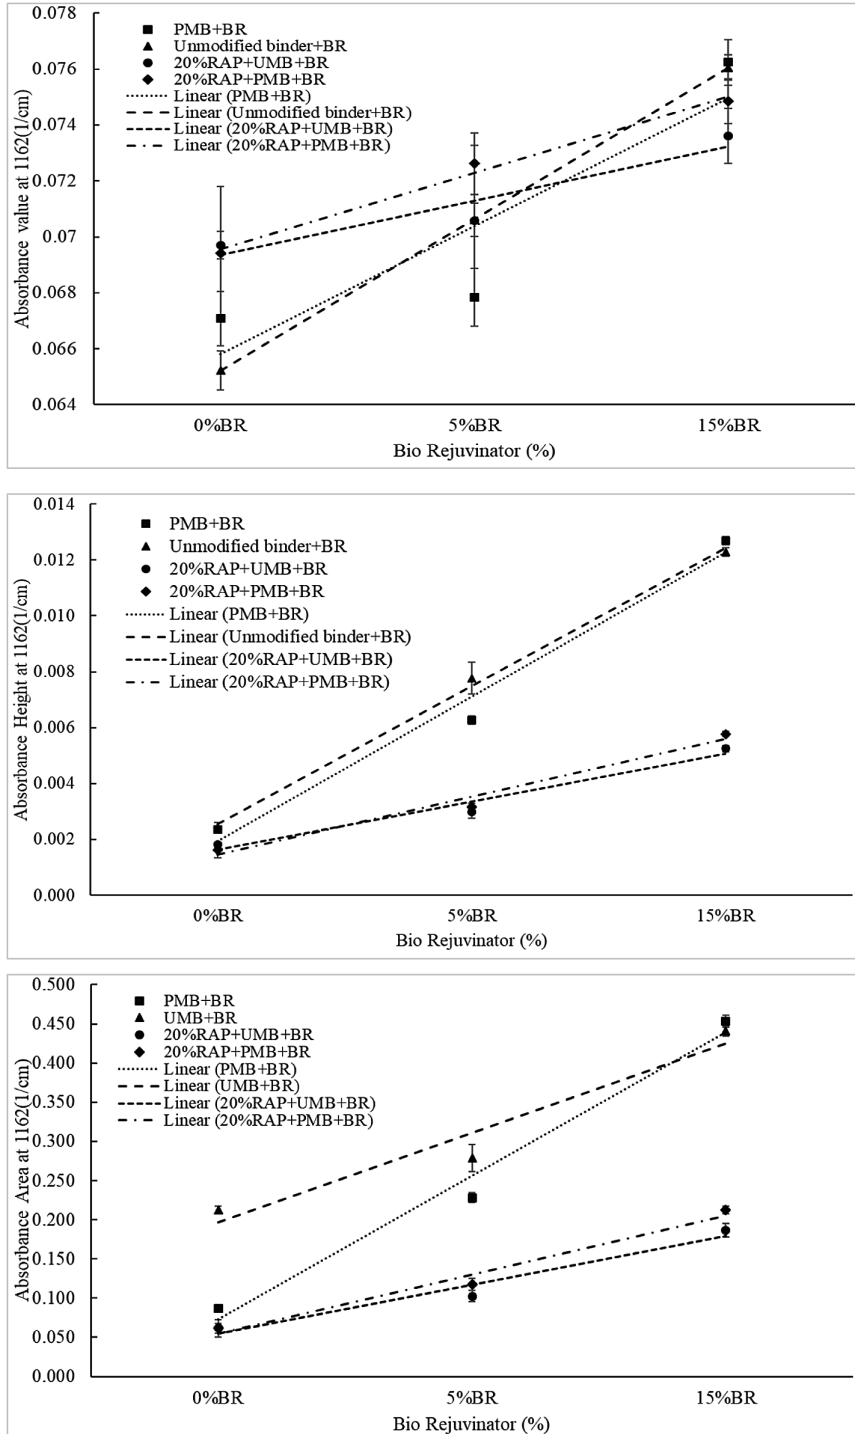 0.078
0.076
0.074
0.072
0.07
0.068
0.066
0.064
Absorbance value at 1162(1/cm)
PMB+BR
Unmodified binder+BR
20%RAP+UMB+BR
20%RAP+PMB+BR
Linear (PMB+BR)
Linear (Unmodified binder+BR)
Linear (20%RAP+UMB+BR)
Linear (20%RAP+PMB+BR)
0%BR 5%BR 15%BR
Bio Rejuvinator (%)
0.014
0.012
0.010
0.008
0.006
0.004
0.002
0.000
Absorbance Height at 1162(1/cm)
PMB+BR
Unmodified binder+BR
20%RAP+UMB+BR
20%RAP+PMB+BR
Linear (PMB+BR)
Linear (Unmodified binder+BR)
Linear (20%RAP+UMB+BR)
Linear (20%RAP+PMB+BR)
0%BR 5%BR 15%BR
Bio Rejuvinator (%)
0.500
0.450
0.400
0.350
0.300
0.250
0.200
0.150
0.100
0.050
0.000
Absorbance Area at 1162(1/cm)
PMB+BR
UMB+BR
20%RAP+UMB+BR
20%RAP+PMB+BR
Linear (PMB+BR)
Linear (UMB+BR)
Linear (20%RAP+UMB+BR)
Linear (20%RAP+PMB+BR)
0%BR 5%BR 15%BR
Bio Rejuvinator (%)